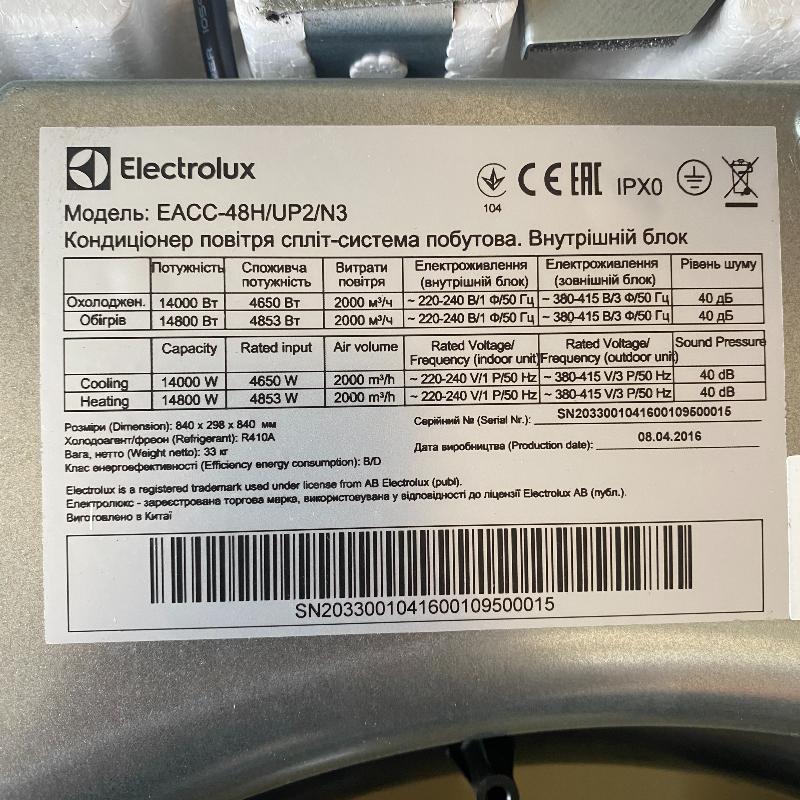 Electrolux
104
CE EAC IPX0
Модель: EACC-48H/UP2/N3
Кондиціонер повітря спліт-система побутова. Внутрішній блок
Потужність Споживча потужність Витрати повітря Електроживлення (внутрішній блок) Електроживлення (зовнішній блок) Рівень шуму
Охолоджен. 14000 Вт 4650 Вт 2000 м³/ч ~ 220-240 В/1 Ф/50 Гц ~ 380-415 В/3 Ф/50 Гц 40 дБ
Обігрів 14800 Вт 4853 Вт 2000 м³/ч ~ 220-240 В/1 Ф/50 Гц ~ 380-415 В/3 Ф/50 Гц 40 дБ
Capacity Rated input Air volume Rated Voltage/ Frequency (indoor unit) Rated Voltage/ Frequency (outdoor unit) Sound Pressure
Cooling 14000 W 4650 W 2000 m³/h ~ 220-240 V/1 P/50 Hz ~ 380-415 V/3 P/50 Hz 40 dB
Heating 14800 W 4853 W 2000 m³/h ~ 220-240 V/1 P/50 Hz ~ 380-415 V/3 P/50 Hz 40 dB
Розміри (Dimension): 840 x 298 x 840 мм
Холодоагент/фреон (Refrigerant): R410A
Вага, нетто (Weight netto): 33 кг
Клас енергоефективності (Efficiency energy consumption): B/D
Серийний № (Serial Nr.): SN2033001041600109500015
Дата виробництва (Production date): 08.04.2016
Electrolux is a registered trademark used under license from AB Electrolux (publ).
Електролюкс - зареєстрована торгова марка, використовувана у відповідності до ліцензії Electrolux AB (публ.).
Виготовлено в Китаї
SN2033001041600109500015